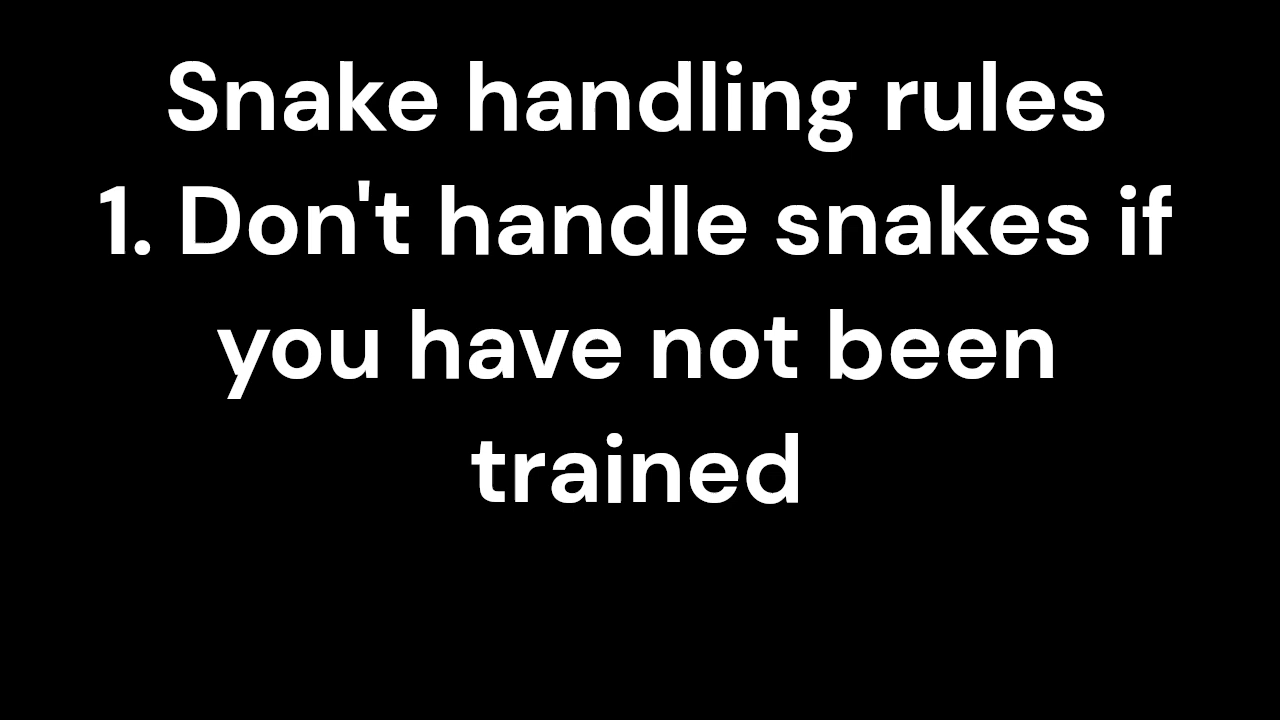 Snake handling rules
1. Don't handle snakes if
you have not been
trained